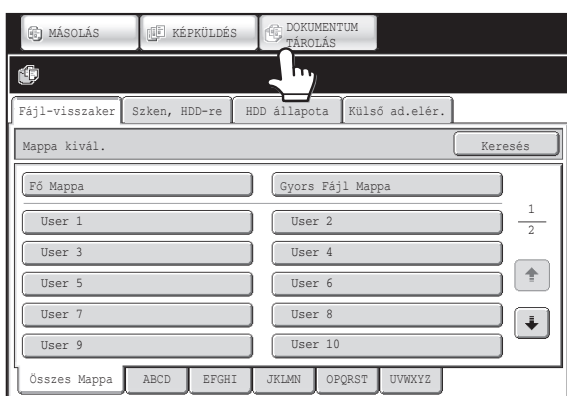 MÁSOLÁS
KÉPKÜLDÉS
DOKUMENTUM
TÁROLÁS
Fájl-visszaker
Szken, HDD-re
HDD állapota
Külső ad.elér.
Mappa kivál.
Keresés
Fő Mappa
Gyors Fájl Mappa
User 1
User 2
User 3
User 4
User 5
User 6
User 7
User 8
User 9
User 10
1
2
Összes Mappa
ABCD
EFGHI
JKLMN
OPQRST
UVWXYZ